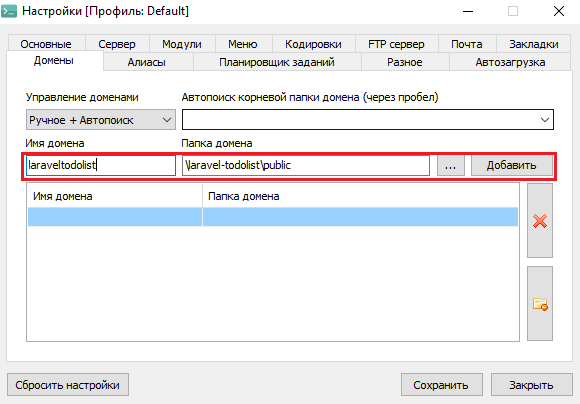 Настройки [Профиль: Default]
Основные Сервер Модули Меню Кодировки FTP сервер Почта Закладки
Домены Алиасы Планировщик заданий Разное Автозагрузка
Управление доменами Автопоиск корневой папки домена (через пробел)
Ручное + Автопоиск
Имя домена Папка домена
laraveltodolist \laravel-todolist\public ... Добавить
Имя домена Папка домена
Сбросить настройки Сохранить Закрыть